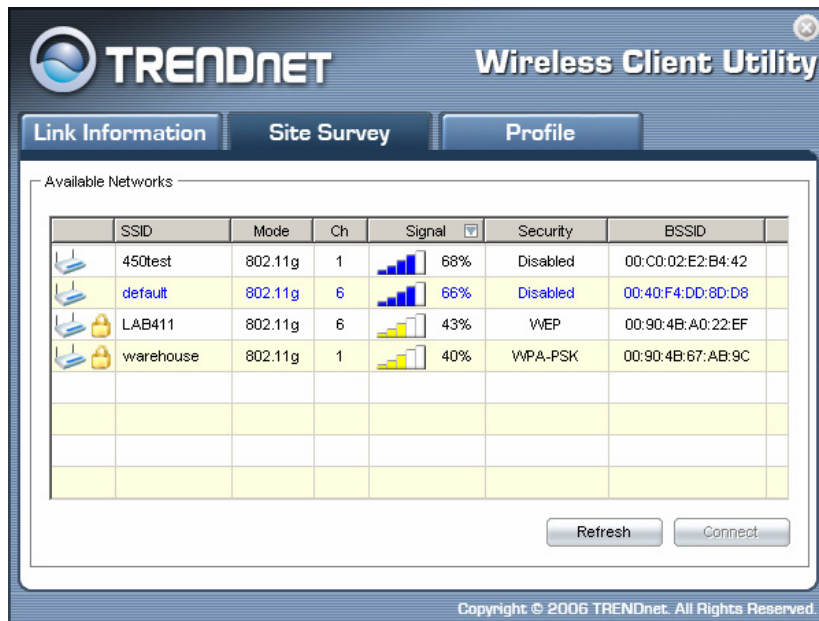 TRENDNET
Wireless Client Utility
Link Information Site Survey Profile
Available Networks
SSID Mode Ch Signal Security BSSID
450test 802.11g 1 68% Disabled 00:C0:02:E2:B4:42
default 802.11g 6 66% Disabled 00:40:F4:DD:8D:D8
LAB411 802.11g 6 43% WEP 00:90:4B:A0:22:EF
warehouse 802.11g 1 40% WPA-PSK 00:90:4B:67:AB:9C
Refresh Connect
Copyright © 2006 TRENDnet. All Rights Reserved.